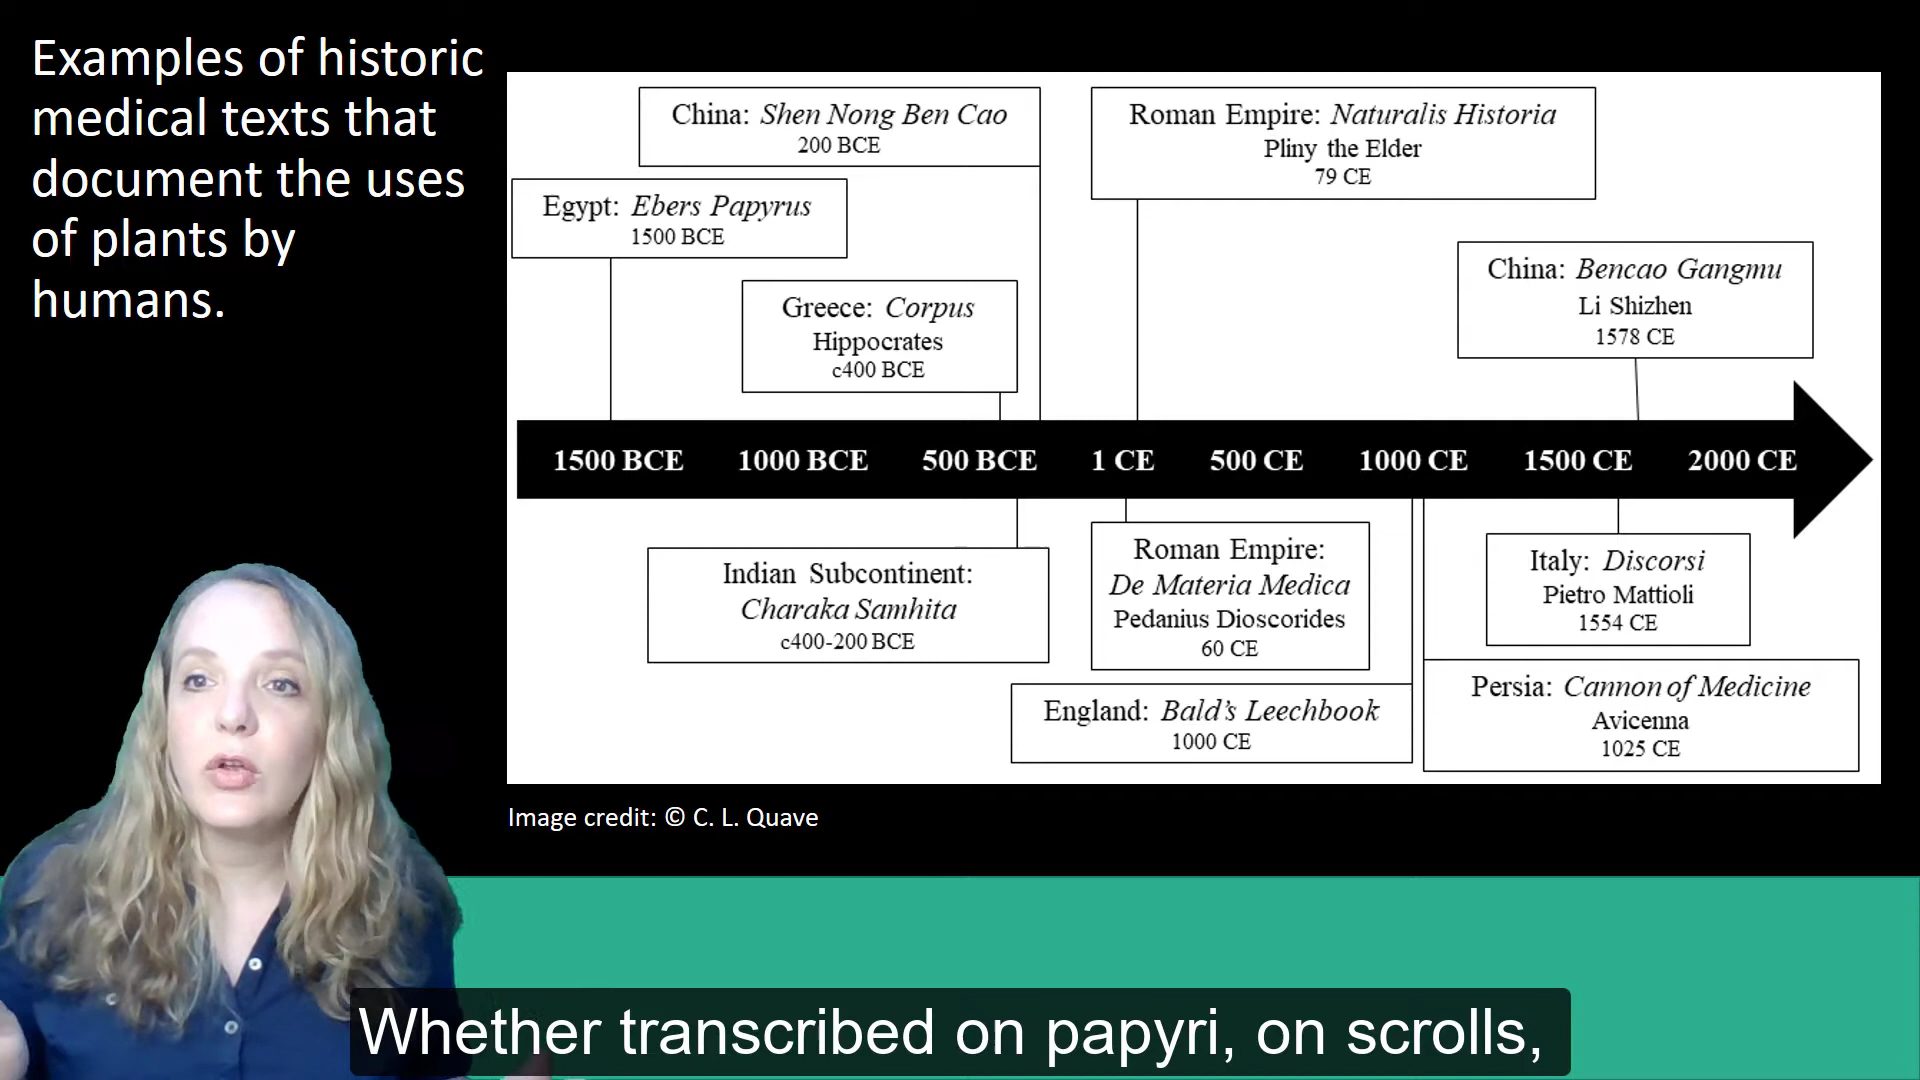 Examples of historic
medical texts that
document the uses
of plants by
humans.
China: Shen Nong Ben Cao
200 BCE
Roman Empire: Naturalis Historia
Pliny the Elder
79 CE
Egypt: Ebers Papyrus
1500 BCE
China: Bencao Gangmu
Li Shizhen
1578 CE
Greece: Corpus
Hippocrates
c400 BCE
1500 BCE 1000 BCE 500 BCE 1 CE 500 CE 1000 CE 1500 CE 2000 CE
Indian Subcontinent:
Charaka Samhita
c400-200 BCE
Roman Empire:
De Materia Medica
Pedanius Dioscorides
60 CE
Italy: Discorsi
Pietro Mattioli
1554 CE
England: Bald's Leechbook
1000 CE
Persia: Cannon of Medicine
Avicenna
1025 CE
Image credit: © C. L. Quave
Whether transcribed on papyri, on scrolls,